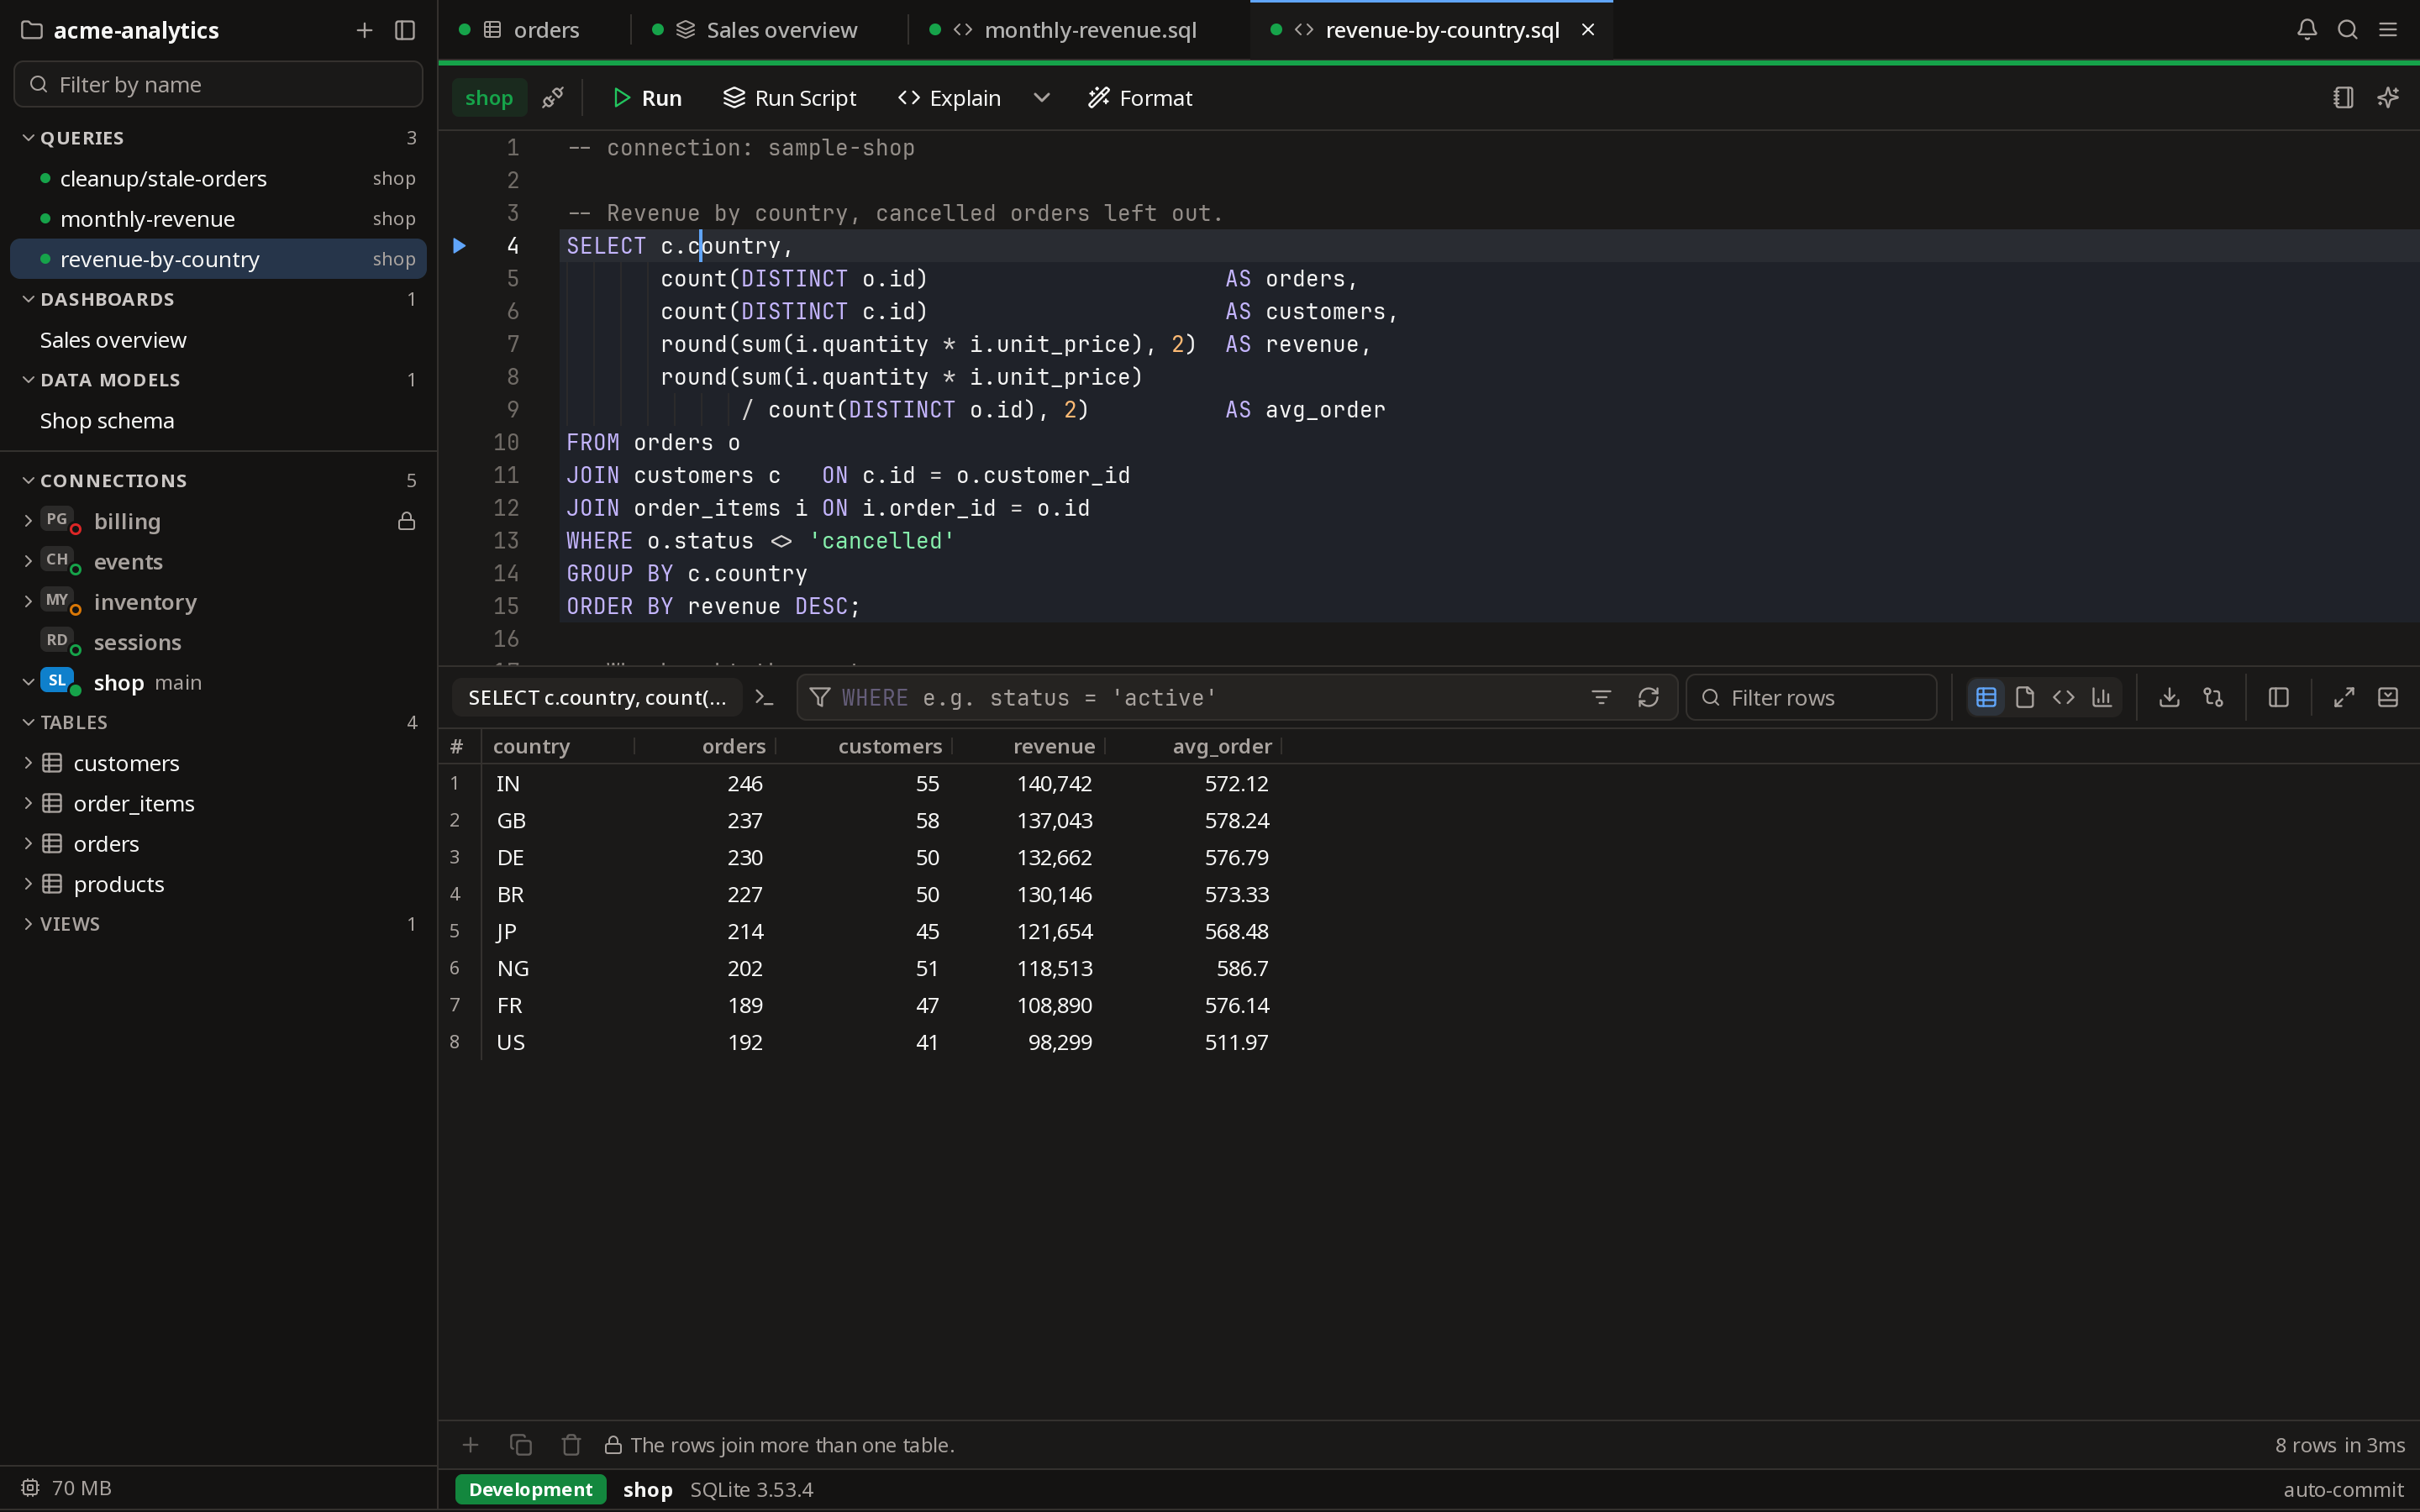 acme-analytics
Filter by name
QUERIES 3
cleanup/stale-orders shop
monthly-revenue shop
revenue-by-country shop
DASHBOARDS 1
Sales overview
DATA MODELS 1
Shop schema
CONNECTIONS 5
PG billing
CH events
MY inventory
RD sessions
SL shop main
TABLES 4
customers
order_items
orders
products
VIEWS 1
70 MB
orders
Sales overview
monthly-revenue.sql
revenue-by-country.sql
shop Run Run Script Explain Format
1 -- connection: sample-shop
2
3 -- Revenue by country, cancelled orders left out.
4 SELECT c.country,
5 count(DISTINCT o.id) AS orders,
6 count(DISTINCT c.id) AS customers,
7 round(sum(i.quantity * i.unit_price), 2) AS revenue,
8 round(sum(i.quantity * i.unit_price)
9 / count(DISTINCT o.id), 2) AS avg_order
10 FROM orders o
11 JOIN customers c ON c.id = o.customer_id
12 JOIN order_items i ON i.order_id = o.id
13 WHERE o.status <> 'cancelled'
14 GROUP BY c.country
15 ORDER BY revenue DESC;
16
SELECT c.country, count(... WHERE e.g. status = 'active' Filter rows
# country orders customers revenue avg_order
1 IN 246 55 140,742 572.12
2 GB 237 58 137,043 578.24
3 DE 230 50 132,662 576.79
4 BR 227 50 130,146 573.33
5 JP 214 45 121,654 568.48
6 NG 202 51 118,513 586.7
7 FR 189 47 108,890 576.14
8 US 192 41 98,299 511.97
The rows join more than one table. 8 rows in 3ms
Development shop SQLite 3.53.4 auto-commit